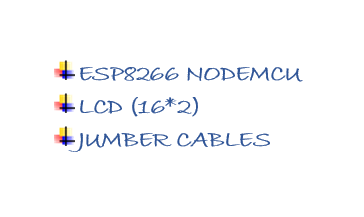 ESP8266 NODEMCU
LCD (16*2)
JUMBER CABLES